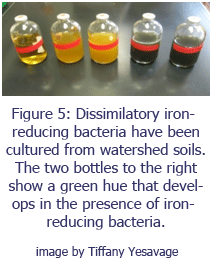 Figure 5: Dissimilatory iron-
reducing bacteria have been
cultured from watershed soils.
The two bottles to the right
show a green hue that devel-
ops in the presence of iron-
reducing bacteria.
image by Tiffany Yesavage